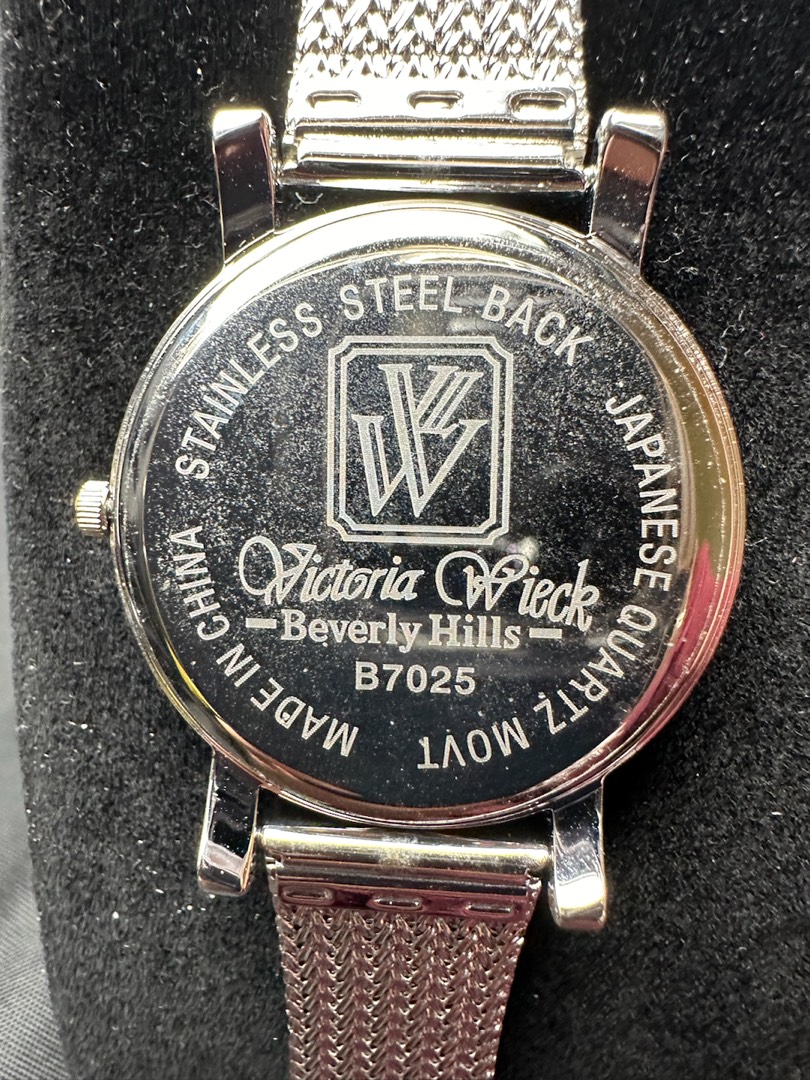 STAINLESS STEEL BACK
JAPANESE QUARTZ MOVT
MADE IN CHINA
VW
Victoria Wieck
Beverly Hills
B7025